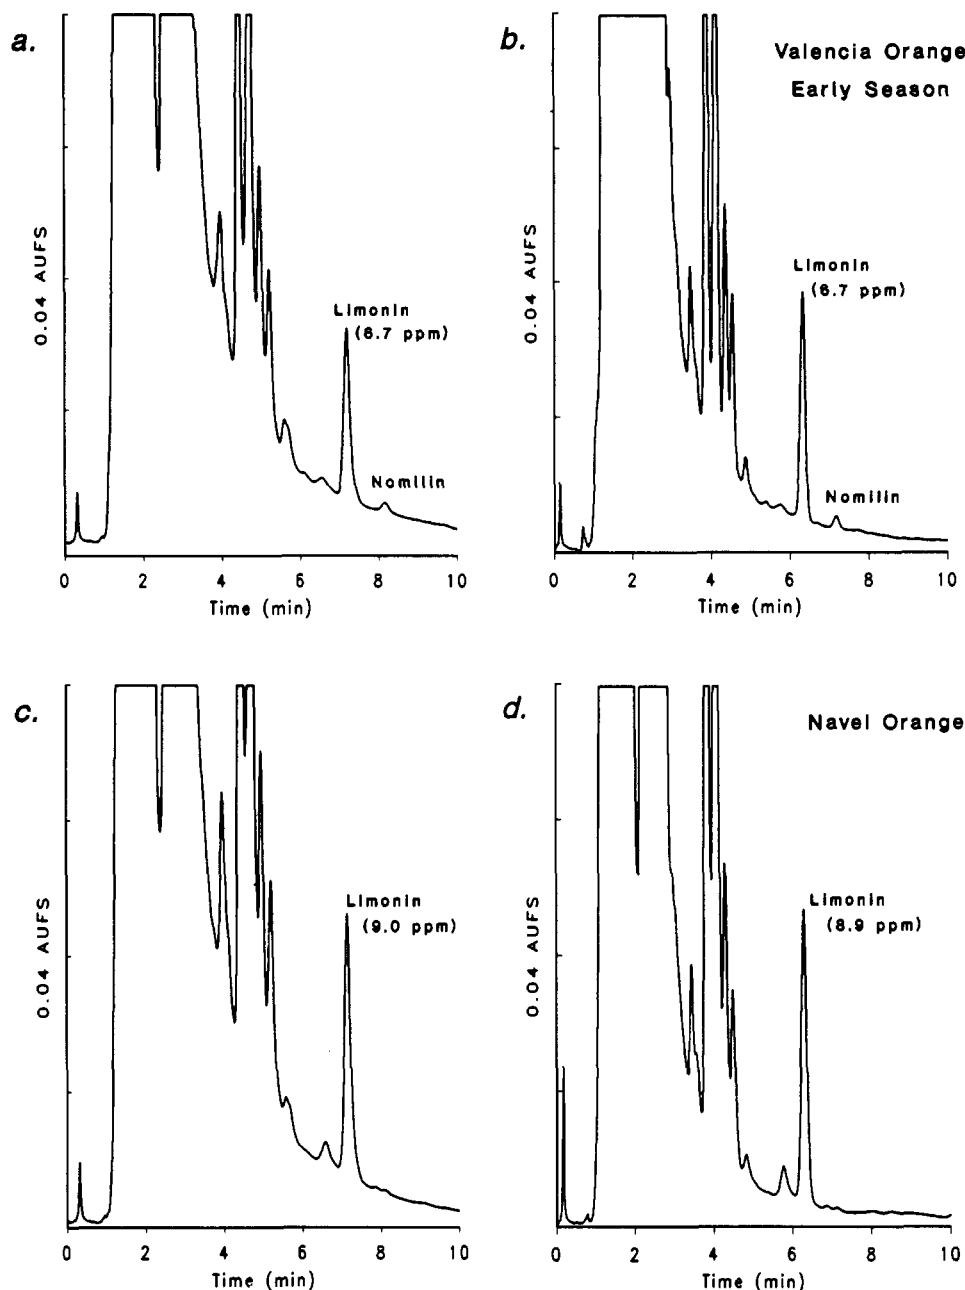 a.
0.04 AUFS
Limonin
(6.7 ppm)
Nomilin
0 2 4 6 8 10
Time (min)
b.
Valencia Orange
Early Season
0.04 AUFS
Limonin
(6.7 ppm)
Nomilin
0 2 4 6 8 10
Time (min)
c.
0.04 AUFS
Limonin
(9.0 ppm)
0 2 4 6 8 10
Time (min)
d.
Navel Orange
0.04 AUFS
Limonin
(8.9 ppm)
0 2 4 6 8 10
Time (min)